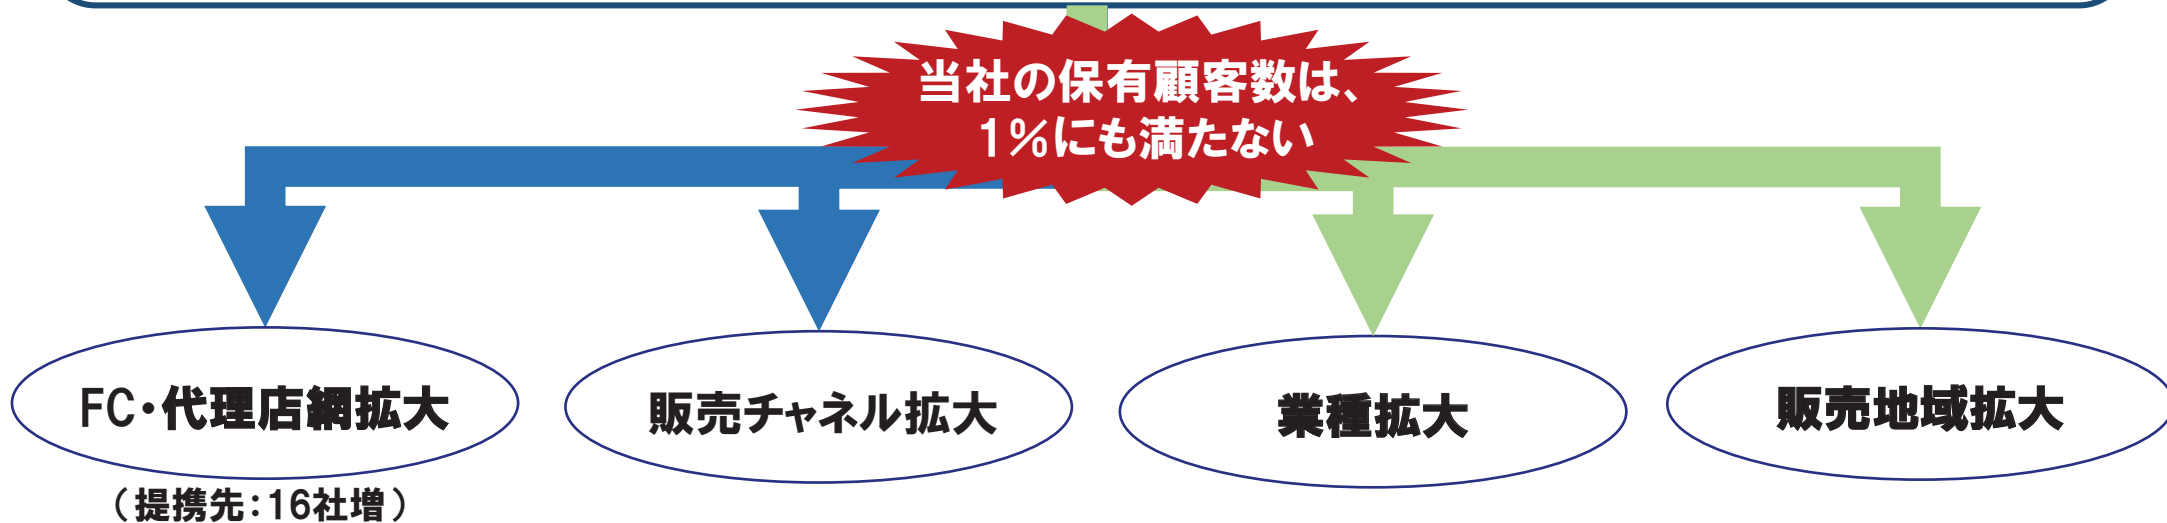 当社の保有顧客数は、
1%にも満たない
FC・代理店網拡大
販売チャネル拡大
業種拡大
販売地域拡大
（提携先：16社増）